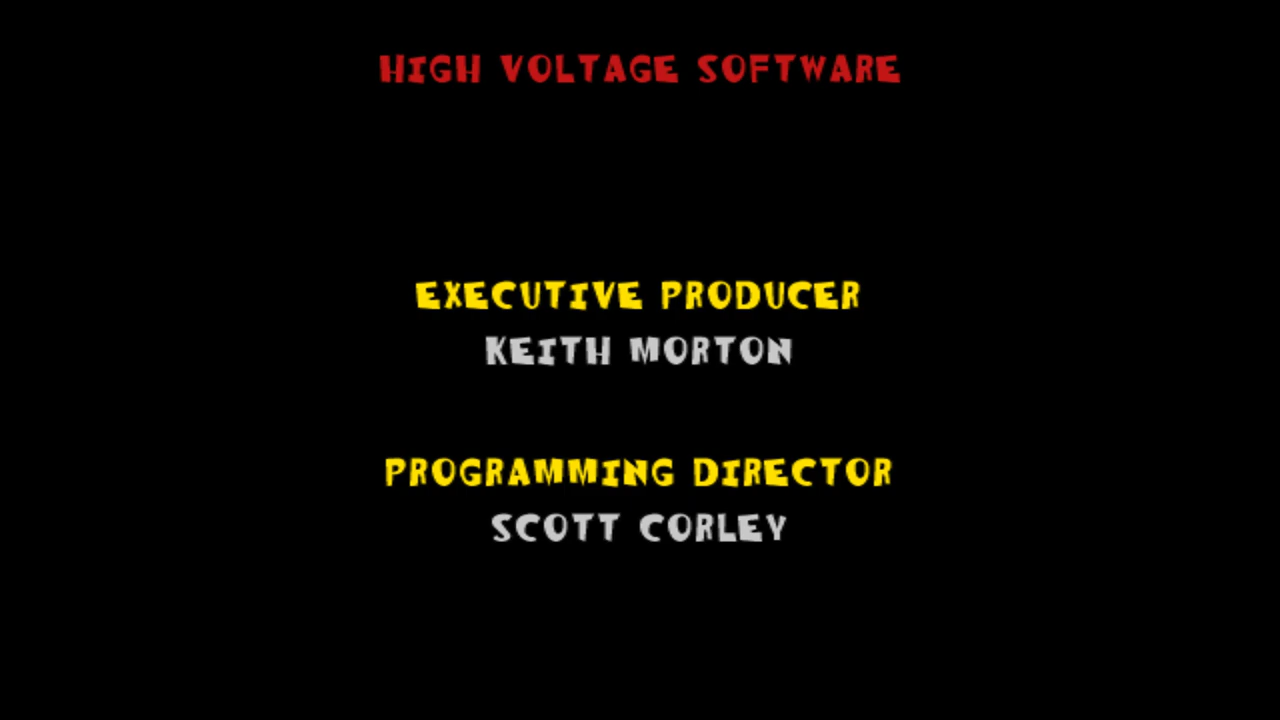 HIGH VOLTAGE SOFTWARE
EXECUTIVE PRODUCER
KEITH MORTON
PROGRAMMING DIRECTOR
SCOTT CORLEY